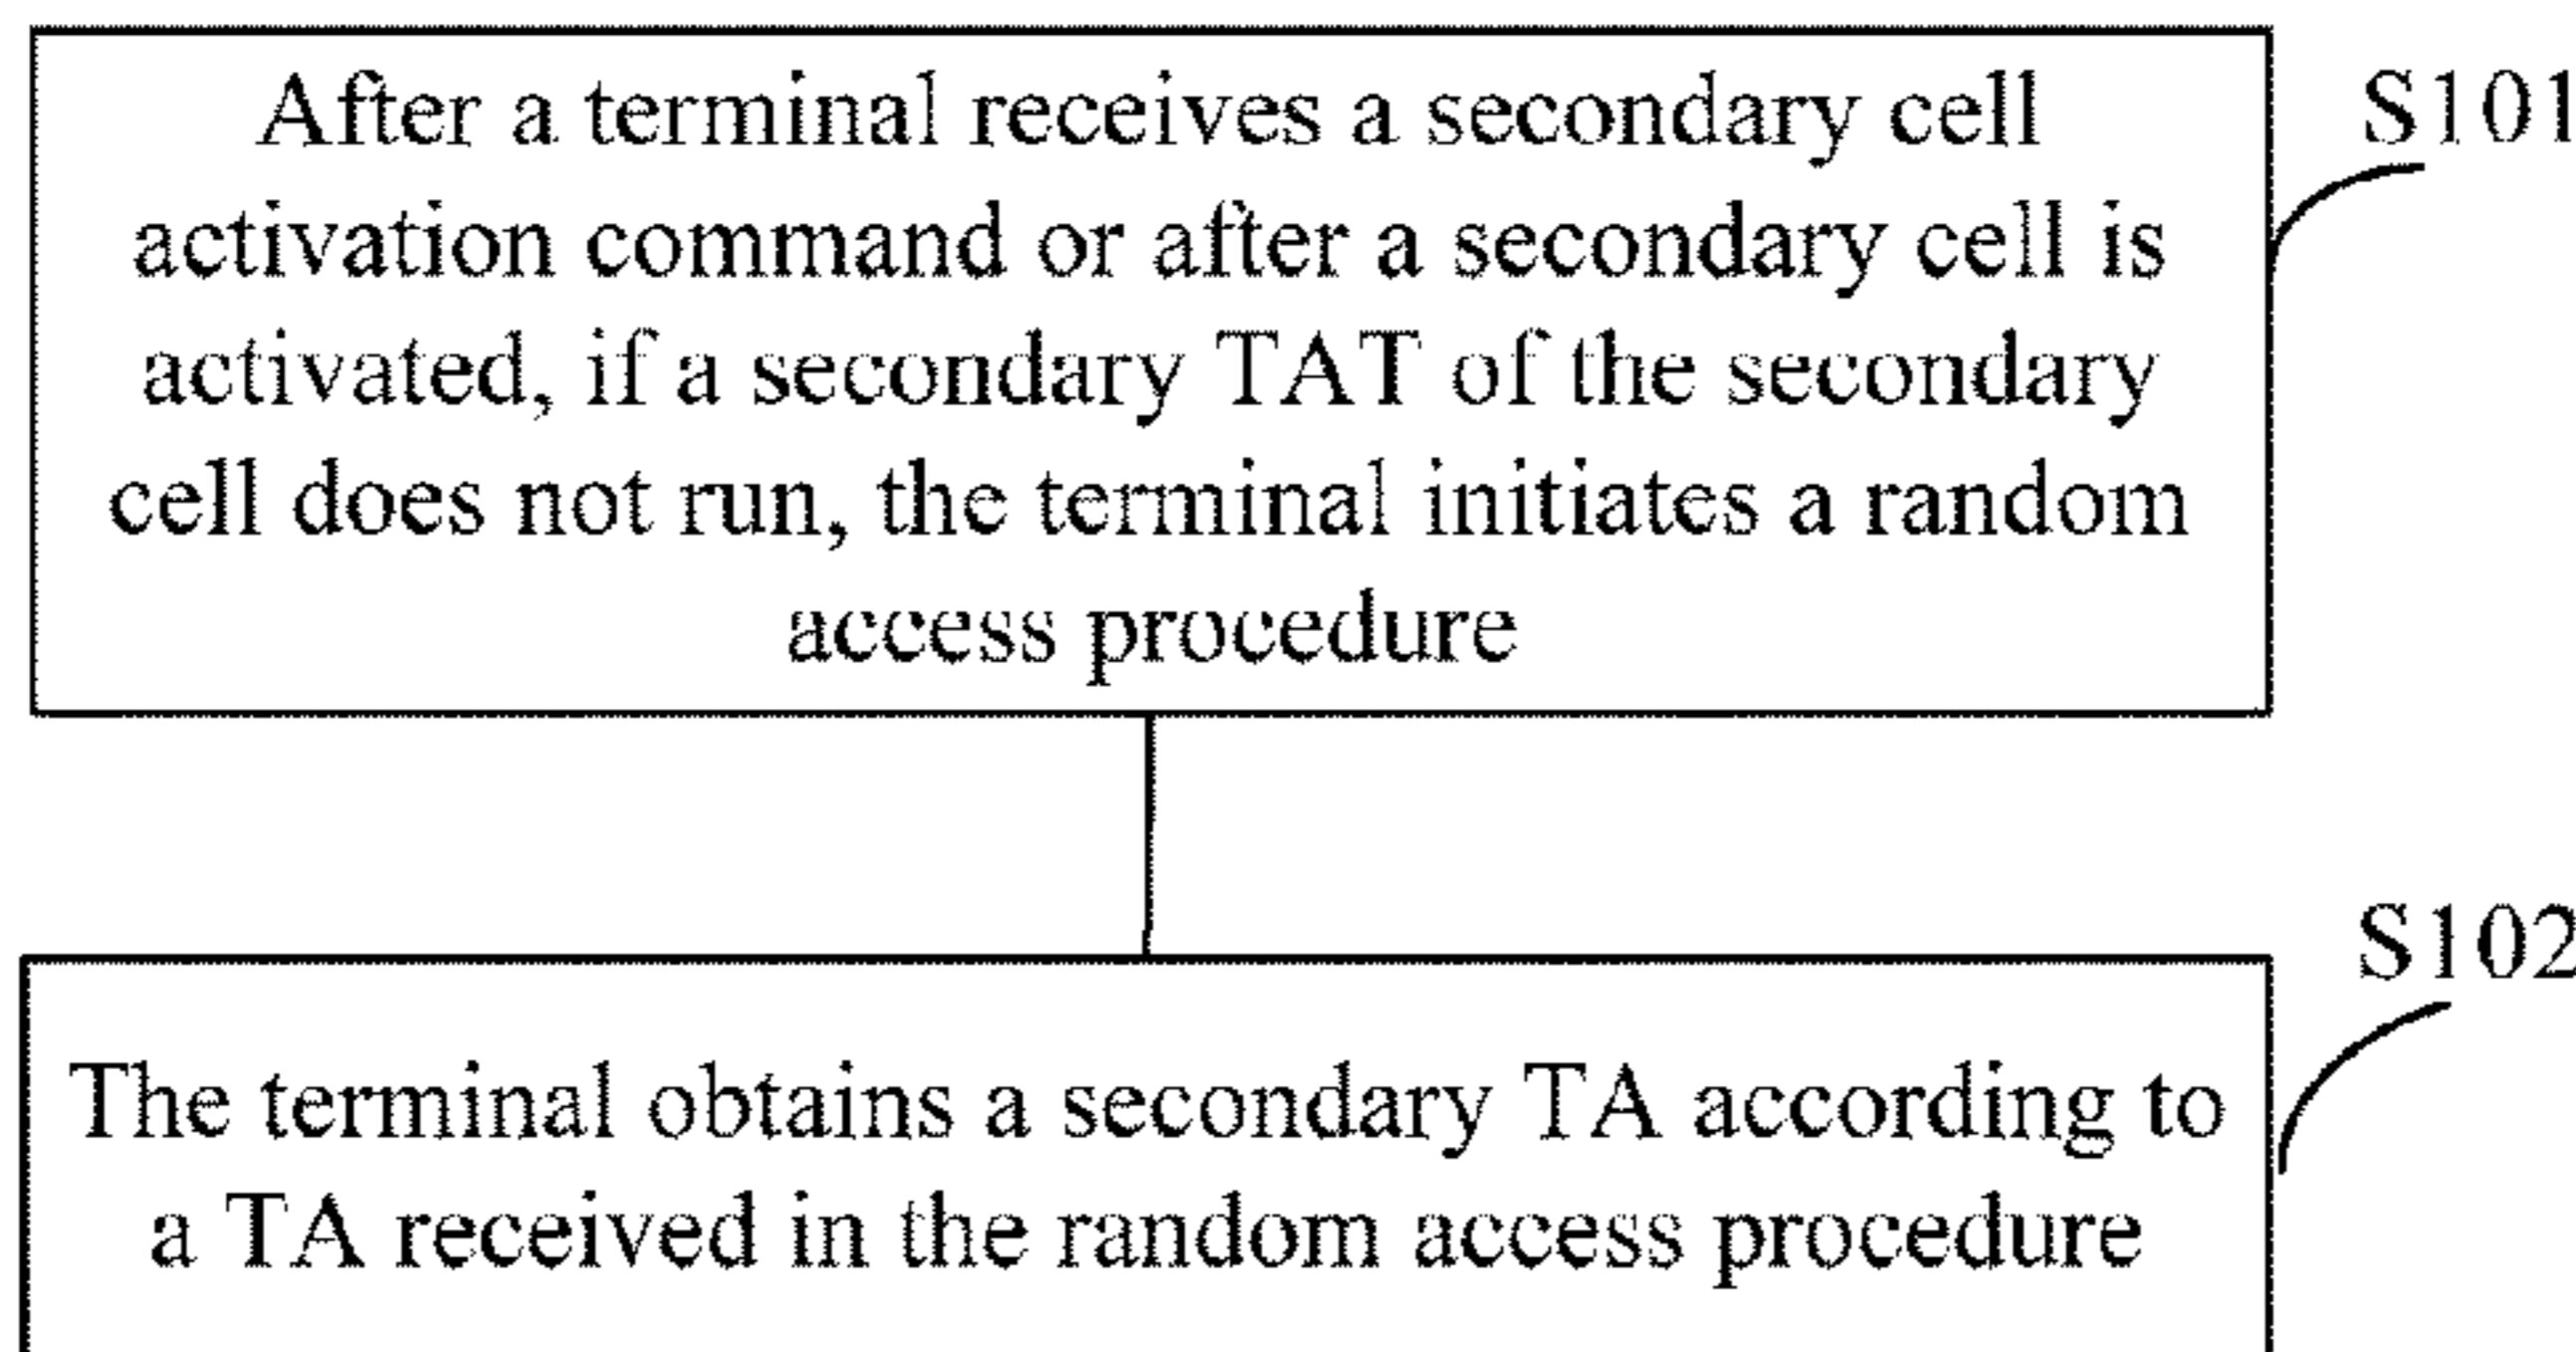 After a terminal receives a secondary cell
S101
activation command or after a secondary cell is
activated, if a secondary TAT of the secondary
cell does not run, the terminal initiates a random
access procedure
S102
The terminal obtains a secondary TA according to
a TA received in the random access procedure